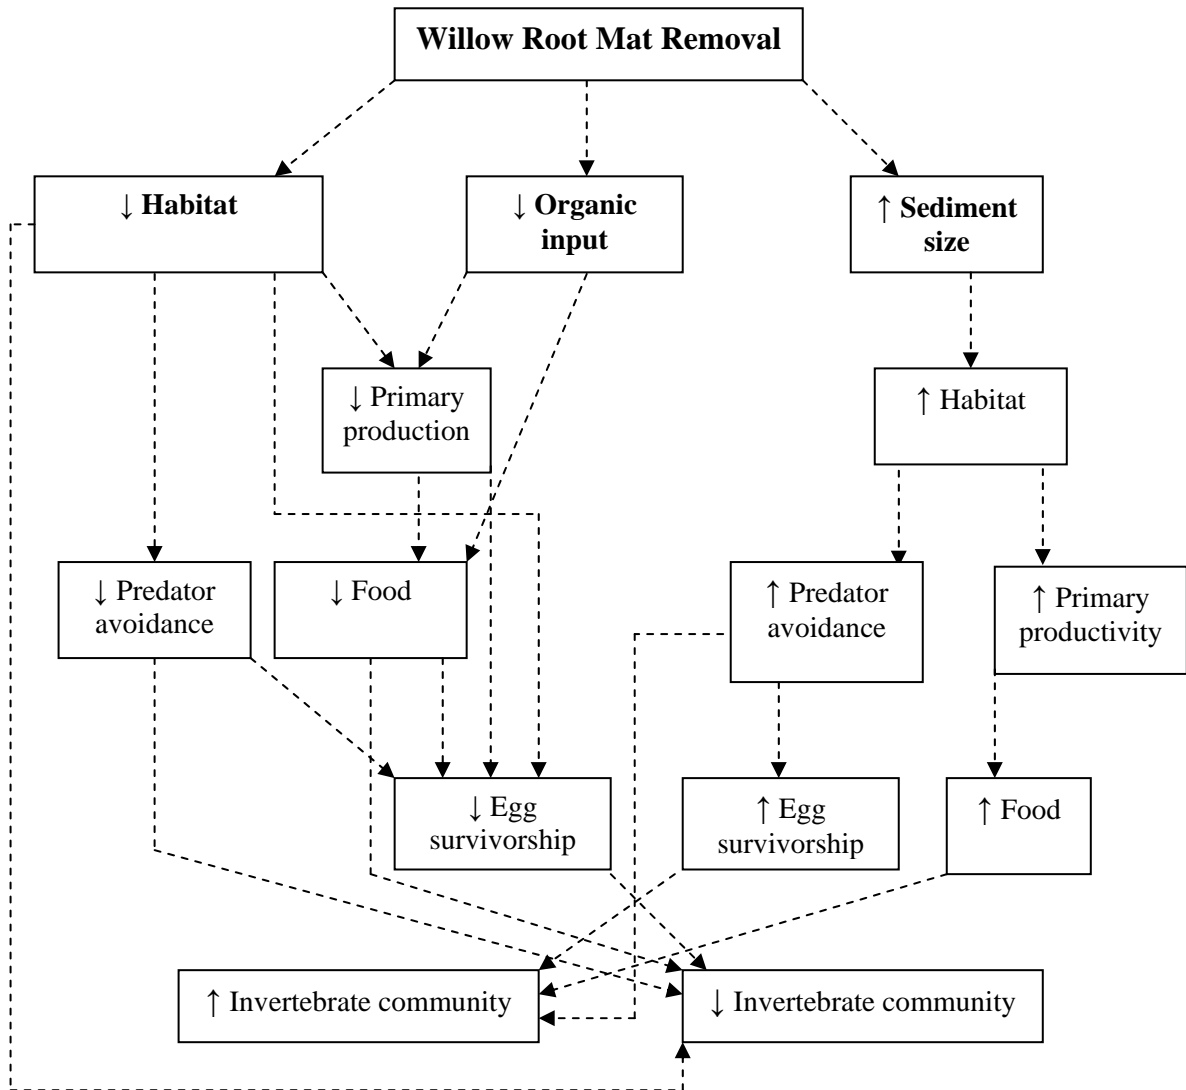 Willow Root Mat Removal
↓ Habitat
↓ Organic
input
↑ Sediment
size
↓ Primary
production
↑ Habitat
↓ Predator
avoidance
↓ Food
↑ Predator
avoidance
↑ Primary
productivity
↓ Egg
survivorship
↑ Egg
survivorship
↑ Food
↑ Invertebrate community
↓ Invertebrate community